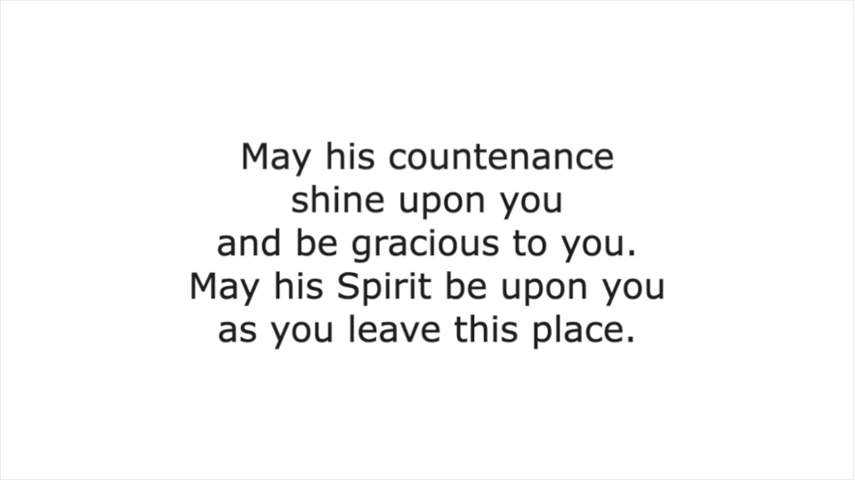 May his countenance
shine upon you
and be gracious to you.
May his Spirit be upon you
as you leave this place.